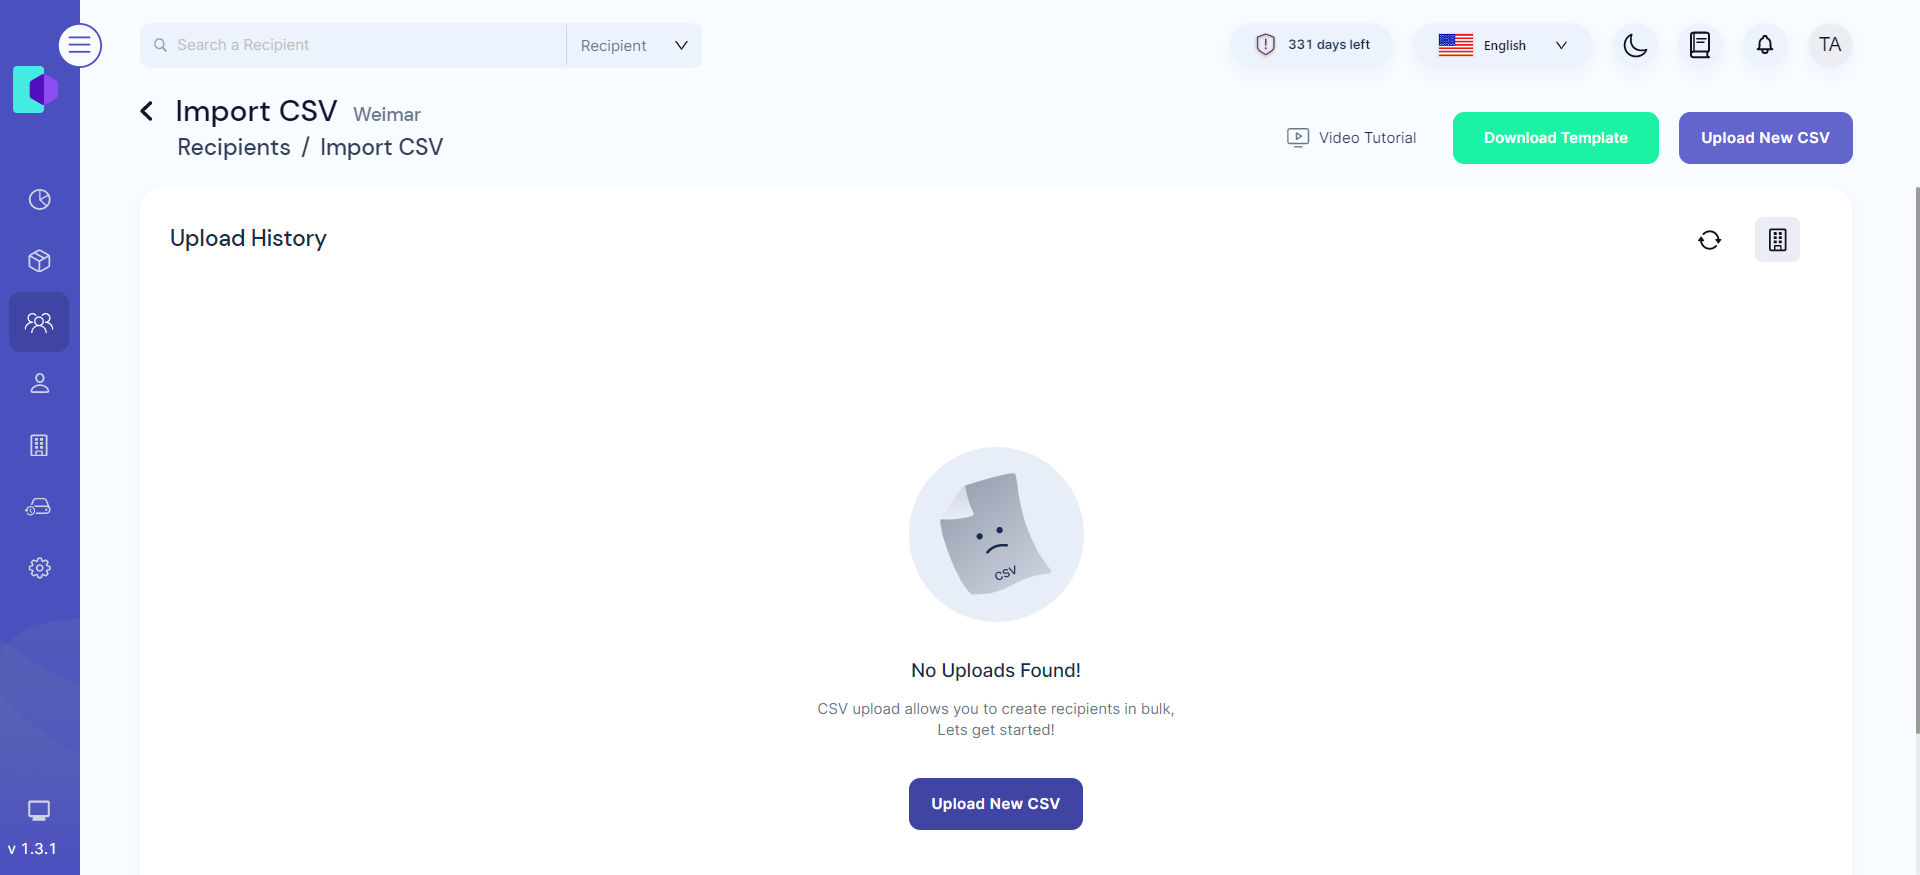 Search a Recipient
Recipient
331 days left
English
TA
Import CSV Weimar
Recipients / Import CSV
Video Tutorial
Download Template
Upload New CSV
Upload History
CSV
No Uploads Found!
CSV upload allows you to create recipients in bulk,
Lets get started!
Upload New CSV
v 1.3.1